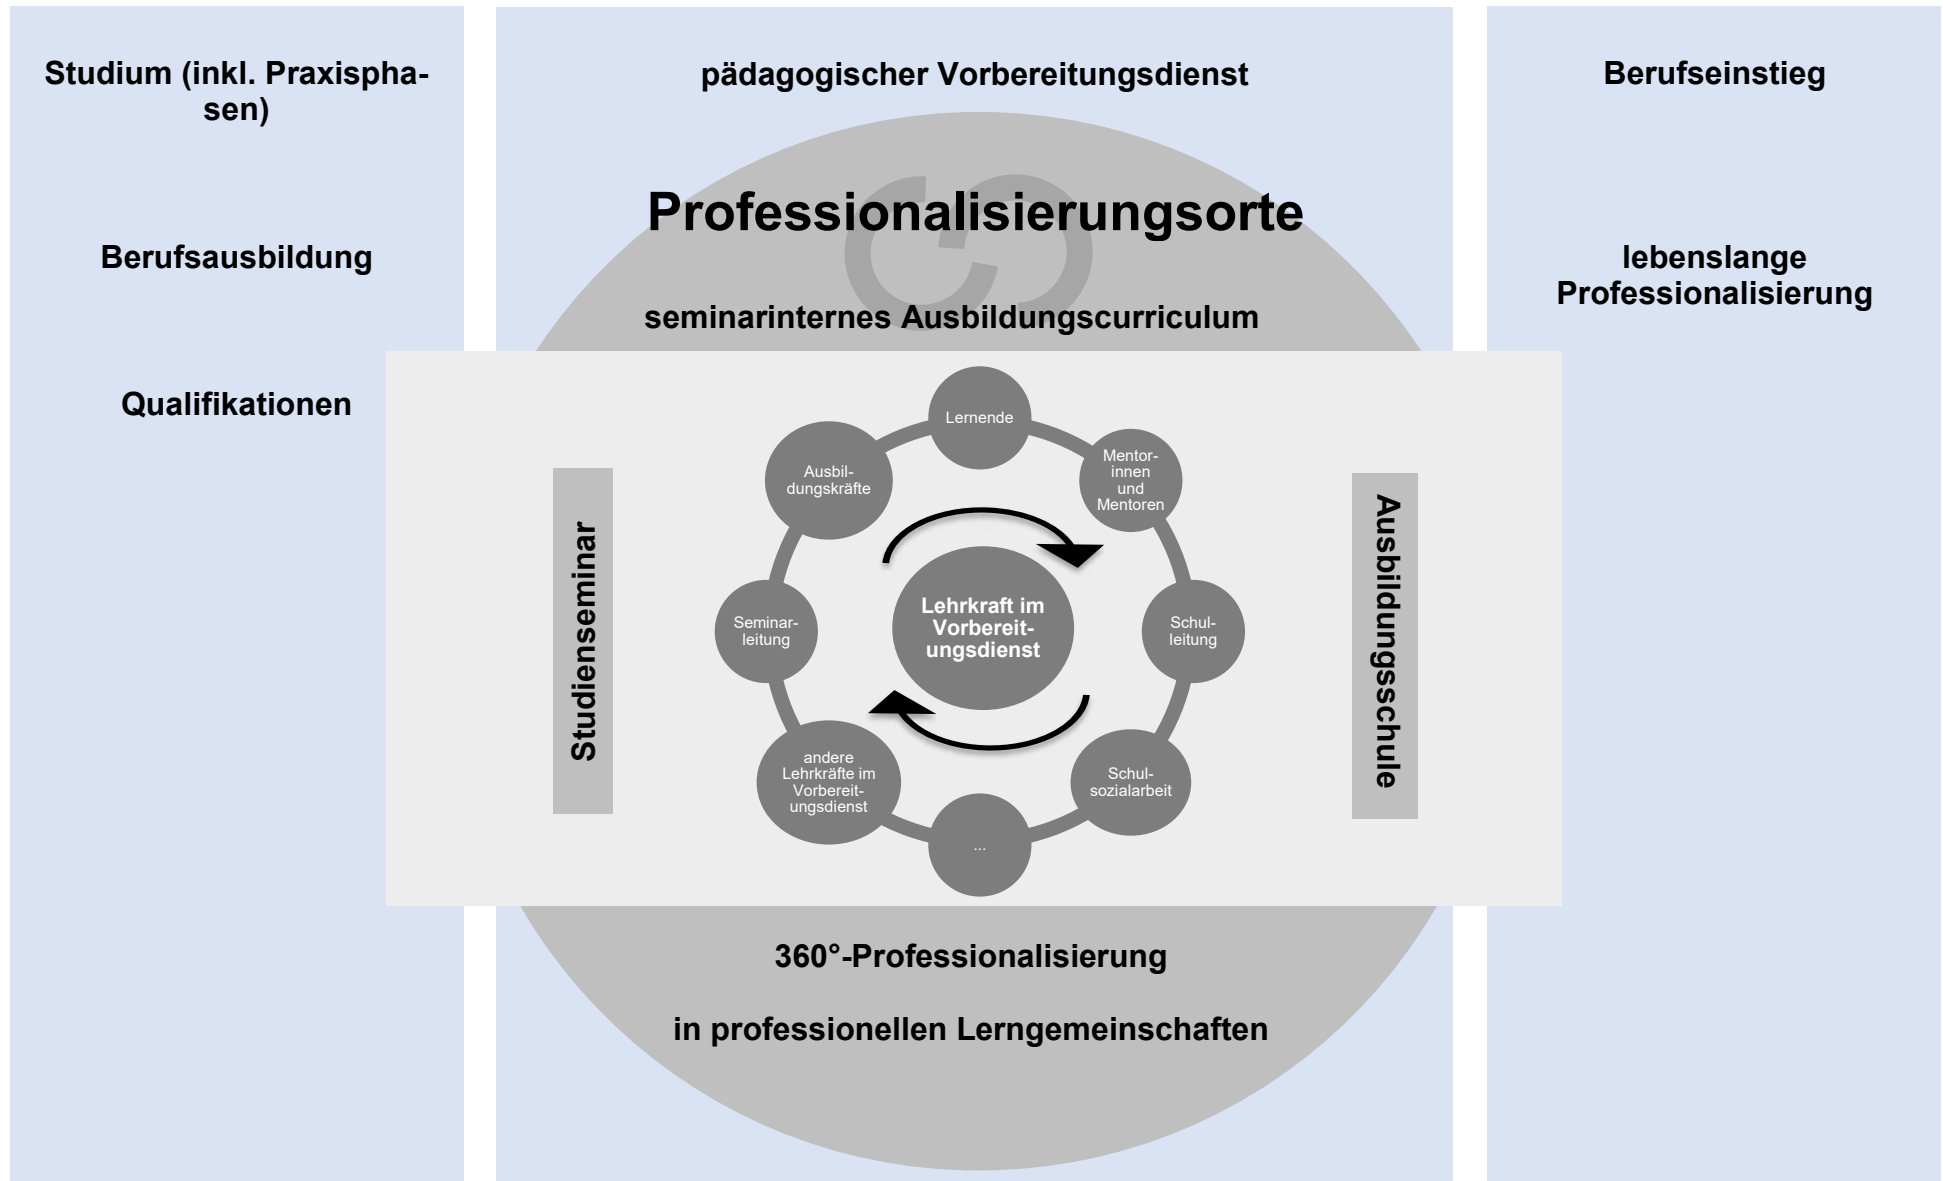 Studium (inkl. Praxispha-
sen)
Berufsausbildung
Qualifikationen
pädagogischer Vorbereitungsdienst
Professionalisierungsorte
seminarinternes Ausbildungscurriculum
Studienseminar
Lernende
Mentor-
innen
und
Mentoren
Schul-
leitung
Schul-
sozialarbeit
...
andere
Lehrkräfte im
Vorbereit-
ungsdienst
Seminar-
leitung
Ausbil-
dungskräfte
Lehrkraft im
Vorbereit-
ungsdienst
Ausbildungsschule
360°-Professionalisierung
in professionellen Lerngemeinschaften
Berufseinstieg
lebenslange
Professionalisierung